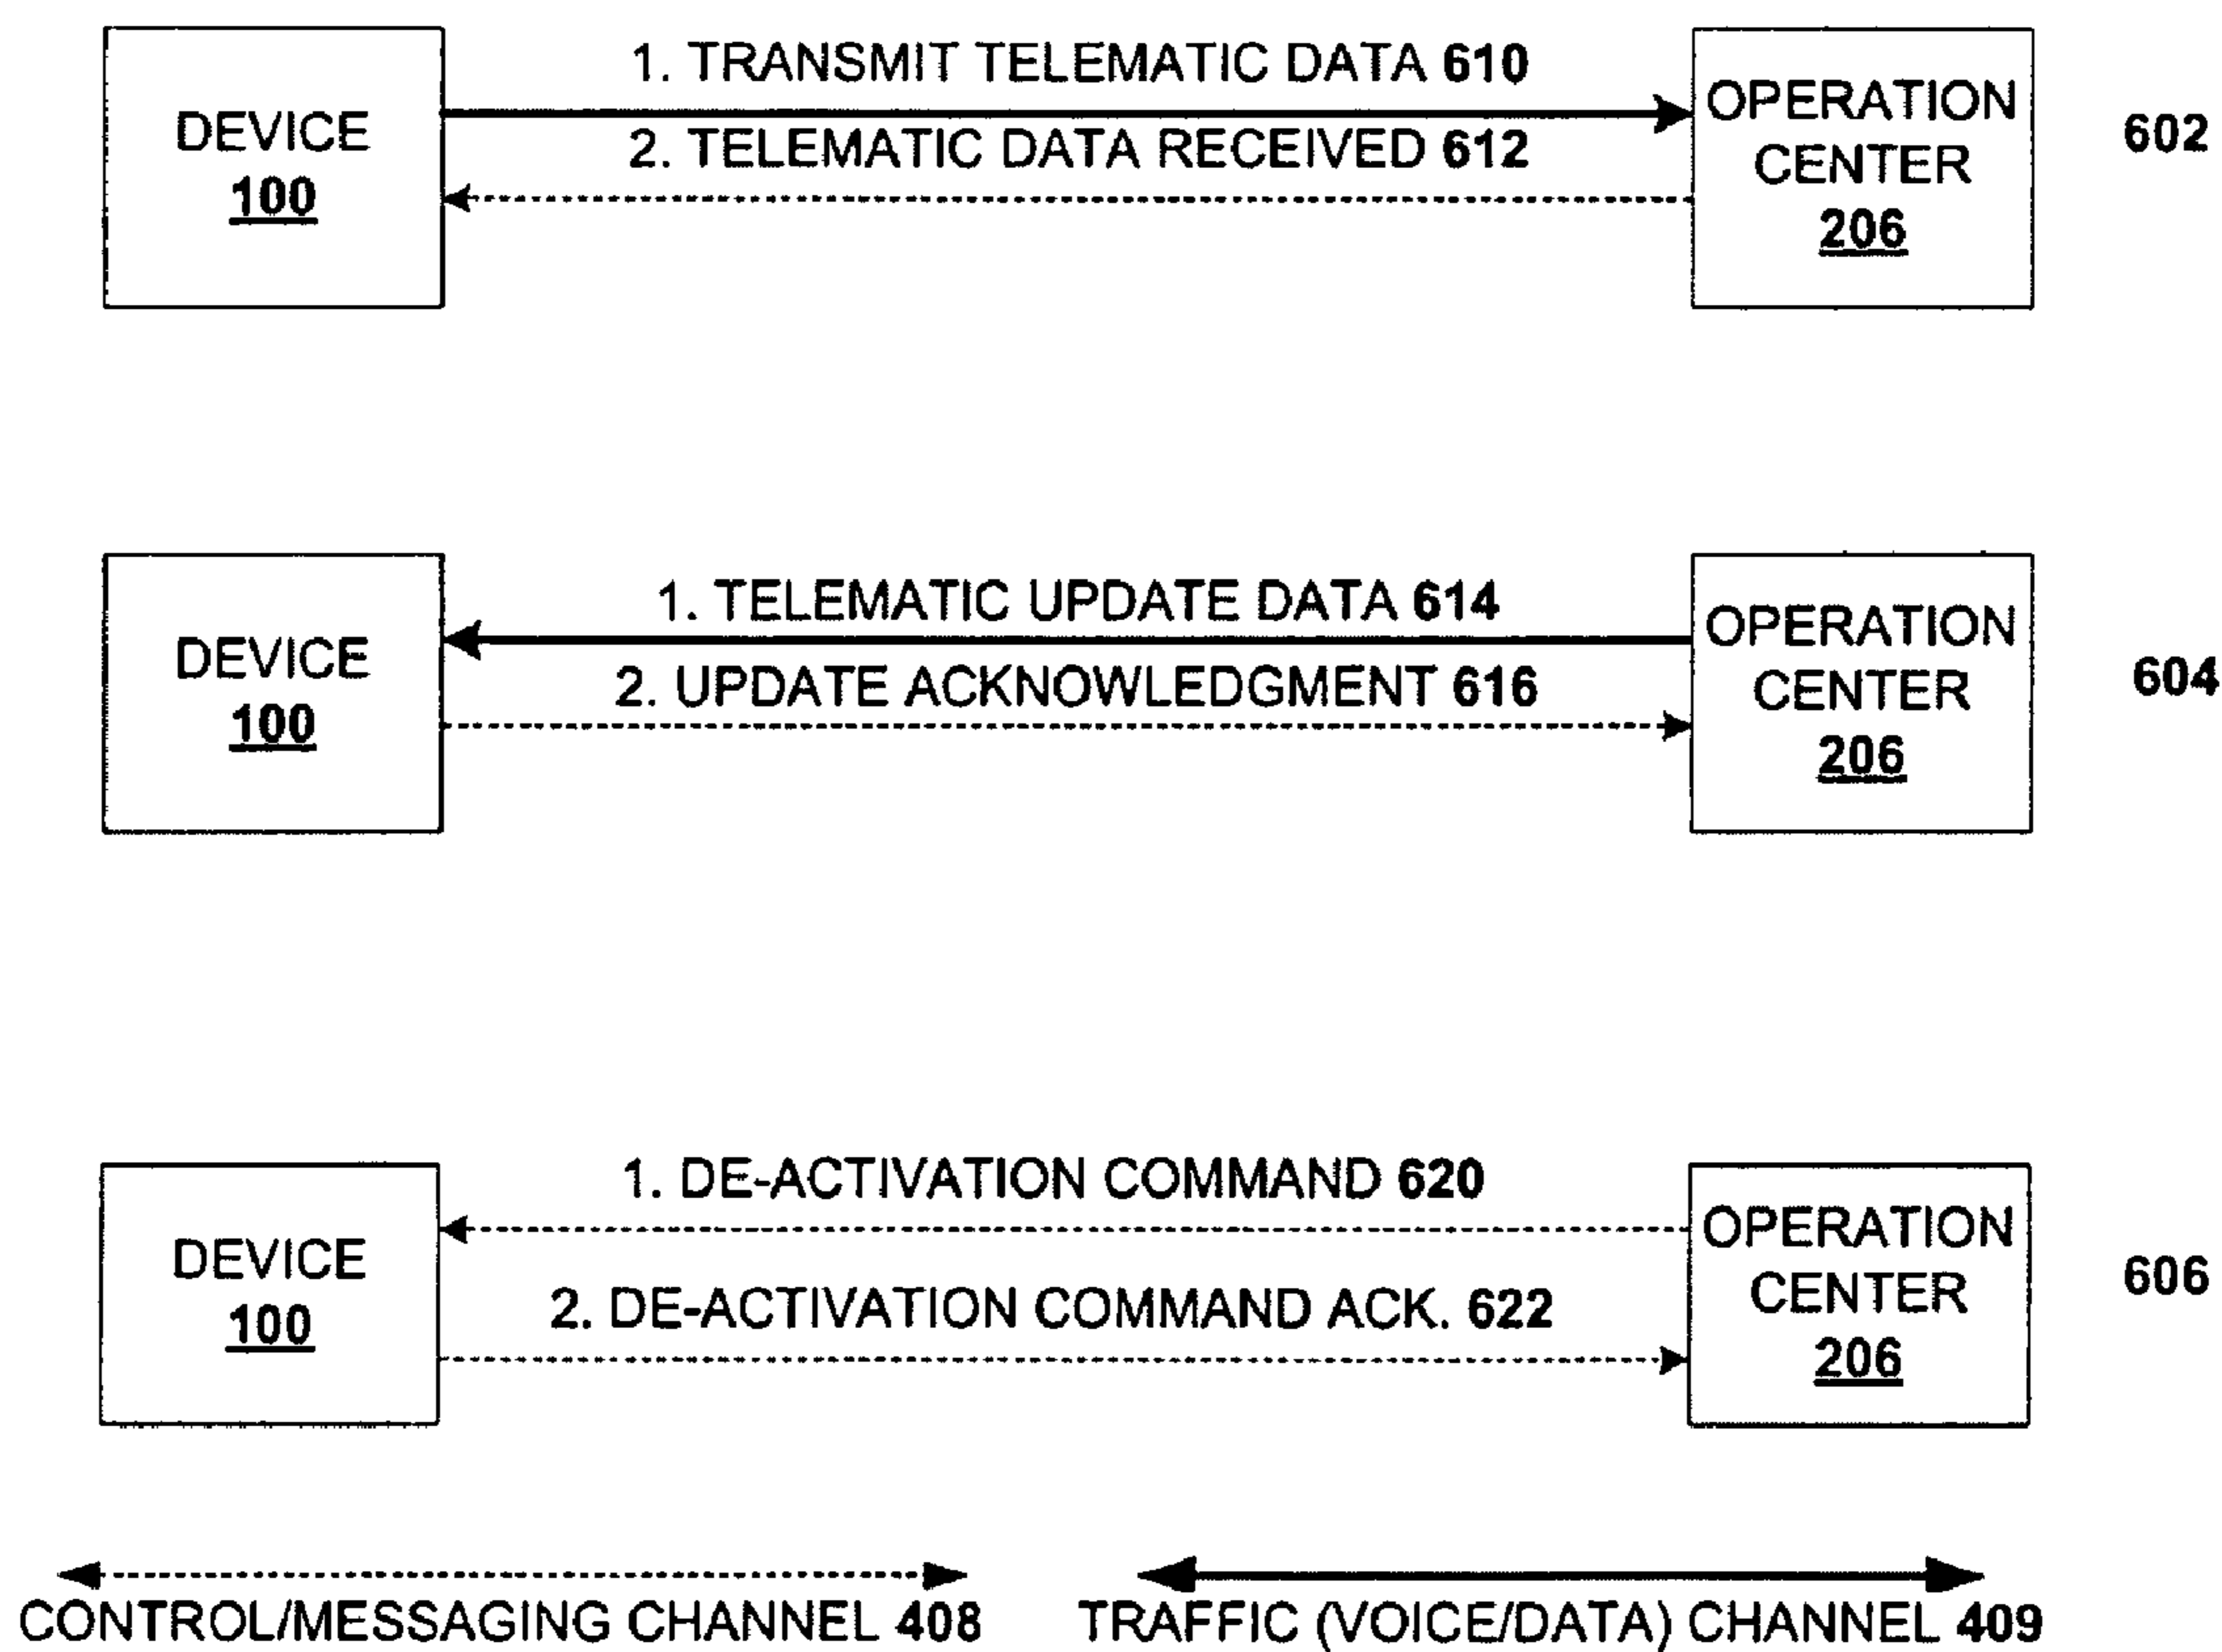 1. TRANSMIT TELEMATIC DATA 610
2. TELEMATIC DATA RECEIVED 612
DEVICE
100
OPERATION
CENTER
206
602
1. TELEMATIC UPDATE DATA 614
2. UPDATE ACKNOWLEDGMENT 616
DEVICE
100
OPERATION
CENTER
206
604
1. DE-ACTIVATION COMMAND 620
2. DE-ACTIVATION COMMAND ACK. 622
DEVICE
100
OPERATION
CENTER
206
606
CONTROL/MESSAGING CHANNEL 408
TRAFFIC (VOICE/DATA) CHANNEL 409